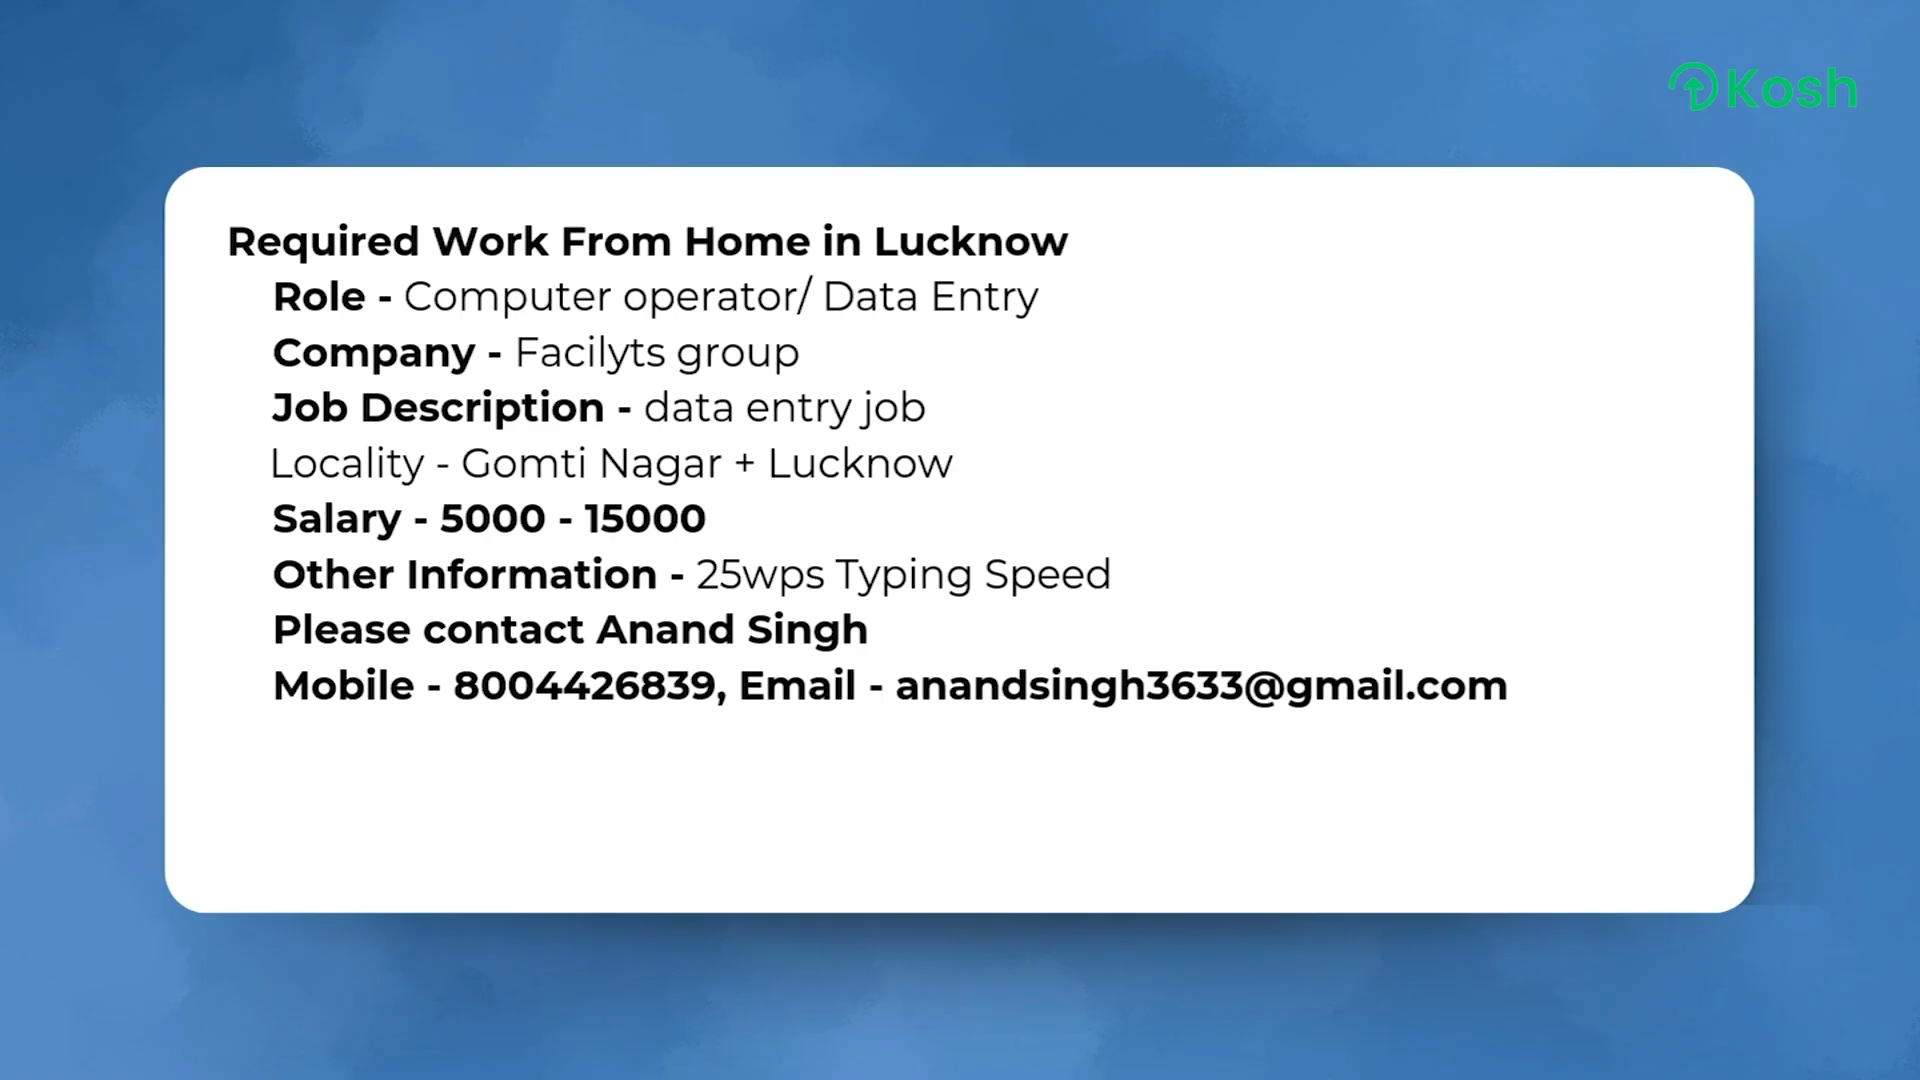 Kosh
Required Work From Home in Lucknow
Role - Computer operator/ Data Entry
Company - Facilyts group
Job Description - data entry job
Locality - Gomti Nagar + Lucknow
Salary - 5000 - 15000
Other Information - 25wps Typing Speed
Please contact Anand Singh
Mobile - 8004426839, Email - anandsingh3633@gmail.com